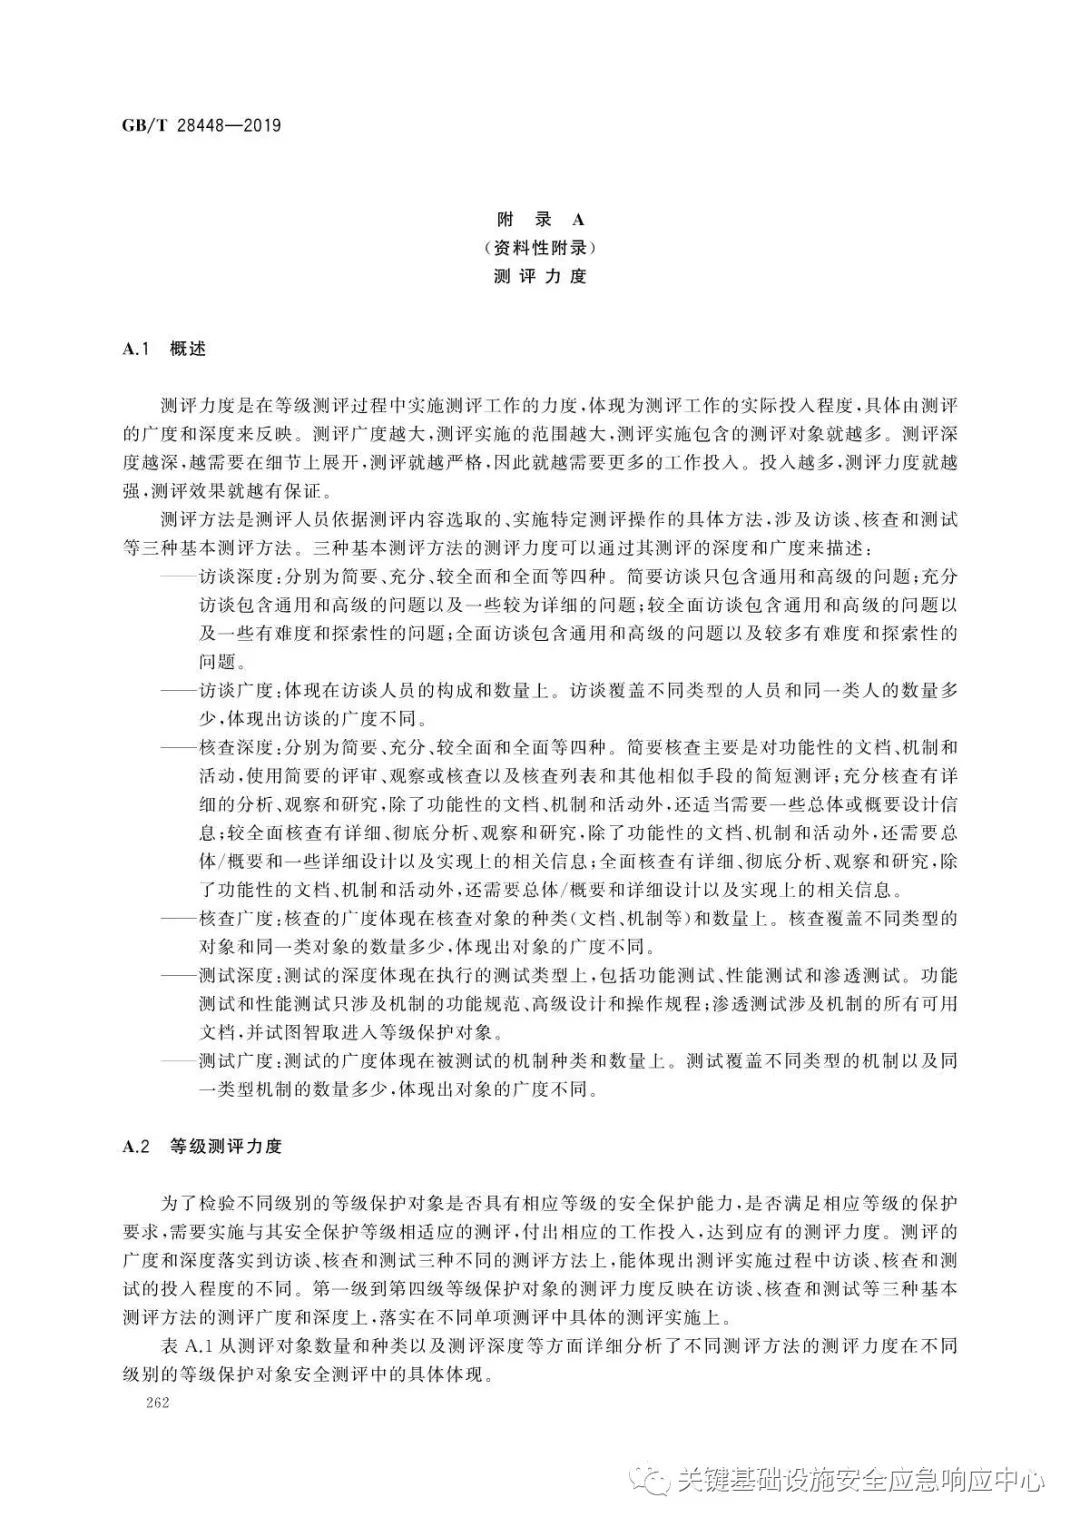 GB/T 28448—2019
附 录 A
(资料性附录)
测 评 力 度
A.1 概述
测评力度是在等级测评过程中实施测评工作的力度,体现为测评工作的实际投入程度,具体由测评
的广度和深度来反映。测评广度越大,测评实施的范围越大,测评实施包含的测评对象就越多。测评深
度越深,越需要在细节上展开,测评就越严格,因此就越需要更多的工作投入。投入越多,测评力度就越
强,测评效果就越有保证。
测评方法是测评人员依据测评内容选取的、实施特定测评操作的具体方法,涉及访谈、核查和测试
等三种基本测评方法。三种基本测评方法的测评力度可以通过其测评的深度和广度来描述:
——访谈深度:分别为简要、充分、较全面和全面等四种。简要访谈只包含通用和高级的问题;充分
访谈包含通用和高级的问题以及一些较为详细的问题;较全面访谈包含通用和高级的问题以
及一些有难度和探索性的问题;全面访谈包含通用和高级的问题以及较多有难度和探索性的
问题。
——访谈广度:体现在访谈人员的构成和数量上。访谈覆盖不同类型的人员和同一类人的数量多
少,体现出访谈的广度不同。
——核查深度:分别为简要、充分、较全面和全面等四种。简要核查主要是对功能性的文档、机制和
活动,使用简要的评审、观察或核查以及核查列表和其他相似手段的简短测评;充分核查有详
细的分析、观察和研究,除了功能性的文档、机制和活动外,还适当需要一些总体或概要设计信
息;较全面核查有详细、彻底分析、观察和研究,除了功能性的文档、机制和活动外,还需要总
体/概要和一些详细设计以及实现上的相关信息;全面核查有详细、彻底分析、观察和研究,除
了功能性的文档、机制和活动外,还需要总体/概要和详细设计以及实现上的相关信息。
——核查广度:核查的广度体现在核查对象的种类(文档、机制等)和数量上。核查覆盖不同类型的
对象和同一类对象的数量多少,体现出对象的广度不同。
——测试深度:测试的深度体现在执行的测试类型上,包括功能测试、性能测试和渗透测试。功能
测试和性能测试只涉及机制的功能规范、高级设计和操作规程;渗透测试涉及机制的所有可用
文档,并试图智取进入等级保护对象。
——测试广度:测试的广度体现在被测试的机制种类和数量上。测试覆盖不同类型的机制以及同
一类型机制的数量多少,体现出对象的广度不同。
A.2 等级测评力度
为了检验不同级别的等级保护对象是否具有相应等级的安全保护能力,是否满足相应等级的保护
要求,需要实施与其安全保护等级相适应的测评,付出相应的工作投入,达到应有的测评力度。测评的
广度和深度落实到访谈、核查和测试三种不同的测评方法上,能体现出测评实施过程中访谈、核查和测
试的投入程度的不同。第一级到第四级等级保护对象的测评力度反映在访谈、核查和测试等三种基本
测评方法的测评广度和深度上,落实在不同单项测评中具体的测评实施上。
表 A.1 从测评对象数量和种类以及测评深度等方面详细分析了不同测评方法的测评力度在不同
级别的等级保护对象安全测评中的具体体现。
262
关键基础设施安全应急响应中心